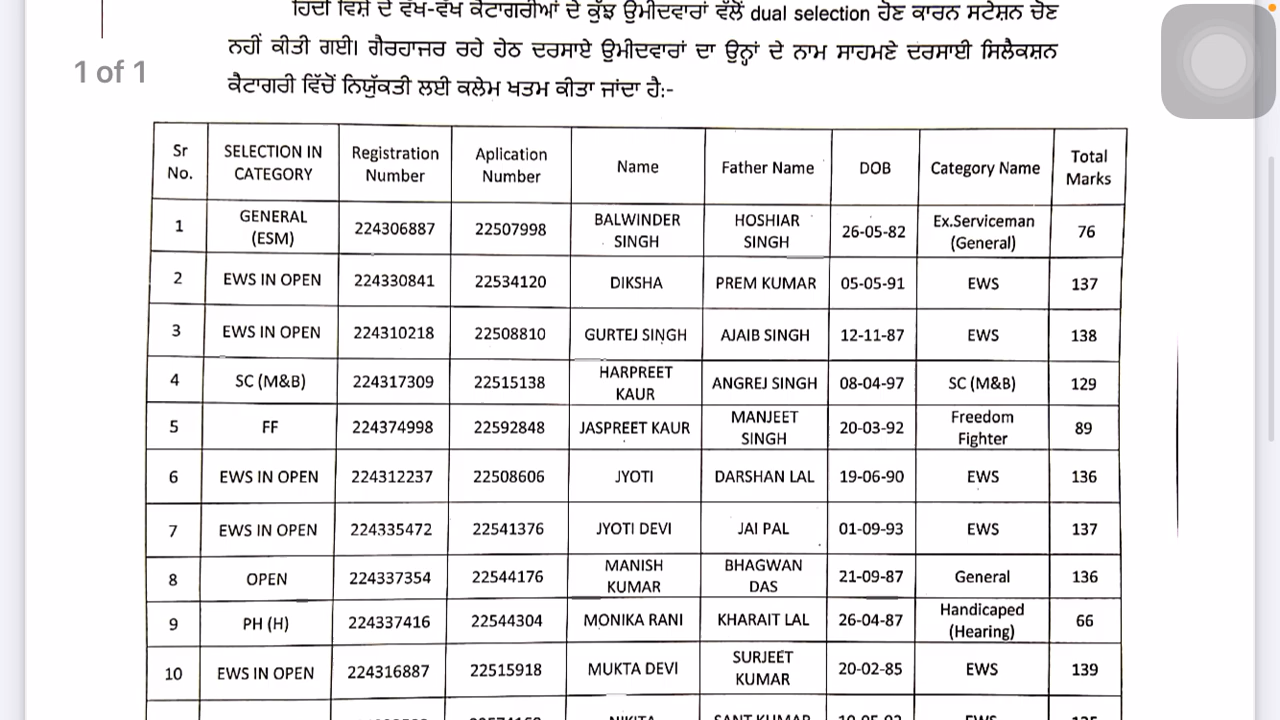 ਹਿੰਦੀ ਵਿਸ਼ੇ ਦੇ ਵੱਖ-ਵੱਖ ਕੈਟਾਗਰੀਆਂ ਦੇ ਕੁੱਝ ਉਮੀਦਵਾਰਾਂ ਵੱਲੋਂ dual selection ਹੋਣ ਕਾਰਨ ਸਟੇਸ਼ਨ ਚੋਣ
ਨਹੀਂ ਕੀਤੀ ਗਈ। ਗੈਰਹਾਜਰ ਰਹੇ ਹੇਠ ਦਰਸਾਏ ਉਮੀਦਵਾਰਾਂ ਦਾ ਉਨ੍ਹਾਂ ਦੇ ਨਾਮ ਸਾਹਮਣੇ ਦਰਸਾਈ ਸਿਲੈਕਸ਼ਨ
1 of 1
ਕੈਟਾਗਰੀ ਵਿੱਚੋਂ ਨਿਯੁੱਕਤੀ ਲਈ ਕਲੇਮ ਖਤਮ ਕੀਤਾ ਜਾਂਦਾ ਹੈ:-
Sr No. SELECTION IN CATEGORY Registration Number Aplication Number Name Father Name DOB Category Name Total Marks
1 GENERAL (ESM) 224306887 22507998 BALWINDER SINGH HOSHIAR SINGH 26-05-82 Ex.Serviceman (General) 76
2 EWS IN OPEN 224330841 22534120 DIKSHA PREM KUMAR 05-05-91 EWS 137
3 EWS IN OPEN 224310218 22508810 GURTEJ SINGH AJAIB SINGH 12-11-87 EWS 138
4 SC (M&B) 224317309 22515138 HARPREET KAUR ANGREJ SINGH 08-04-97 SC (M&B) 129
5 FF 224374998 22592848 JASPREET KAUR MANJEET SINGH 20-03-92 Freedom Fighter 89
6 EWS IN OPEN 224312237 22508606 JYOTI DARSHAN LAL 19-06-90 EWS 136
7 EWS IN OPEN 224335472 22541376 JYOTI DEVI JAI PAL 01-09-93 EWS 137
8 OPEN 224337354 22544176 MANISH KUMAR BHAGWAN DAS 21-09-87 General 136
9 PH (H) 224337416 22544304 MONIKA RANI KHARAIT LAL 26-04-87 Handicaped (Hearing) 66
10 EWS IN OPEN 224316887 22515918 MUKTA DEVI SURJEET KUMAR 20-02-85 EWS 139
NIKITA SANT KUMAR EWS